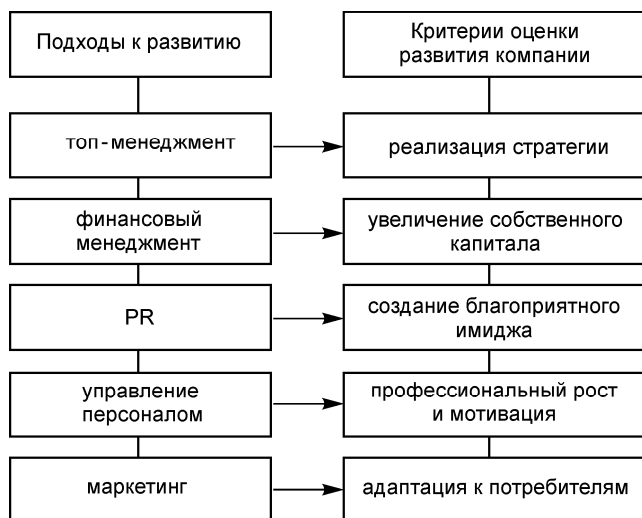 Подходы к развитию
Критерии оценки
развития компании
топ-менеджмент
реализация стратегии
финансовый
менеджмент
увеличение собственного
капитала
PR
создание благоприятного
имиджа
управление
персоналом
профессиональный рост
и мотивация
маркетинг
адаптация к потребителям